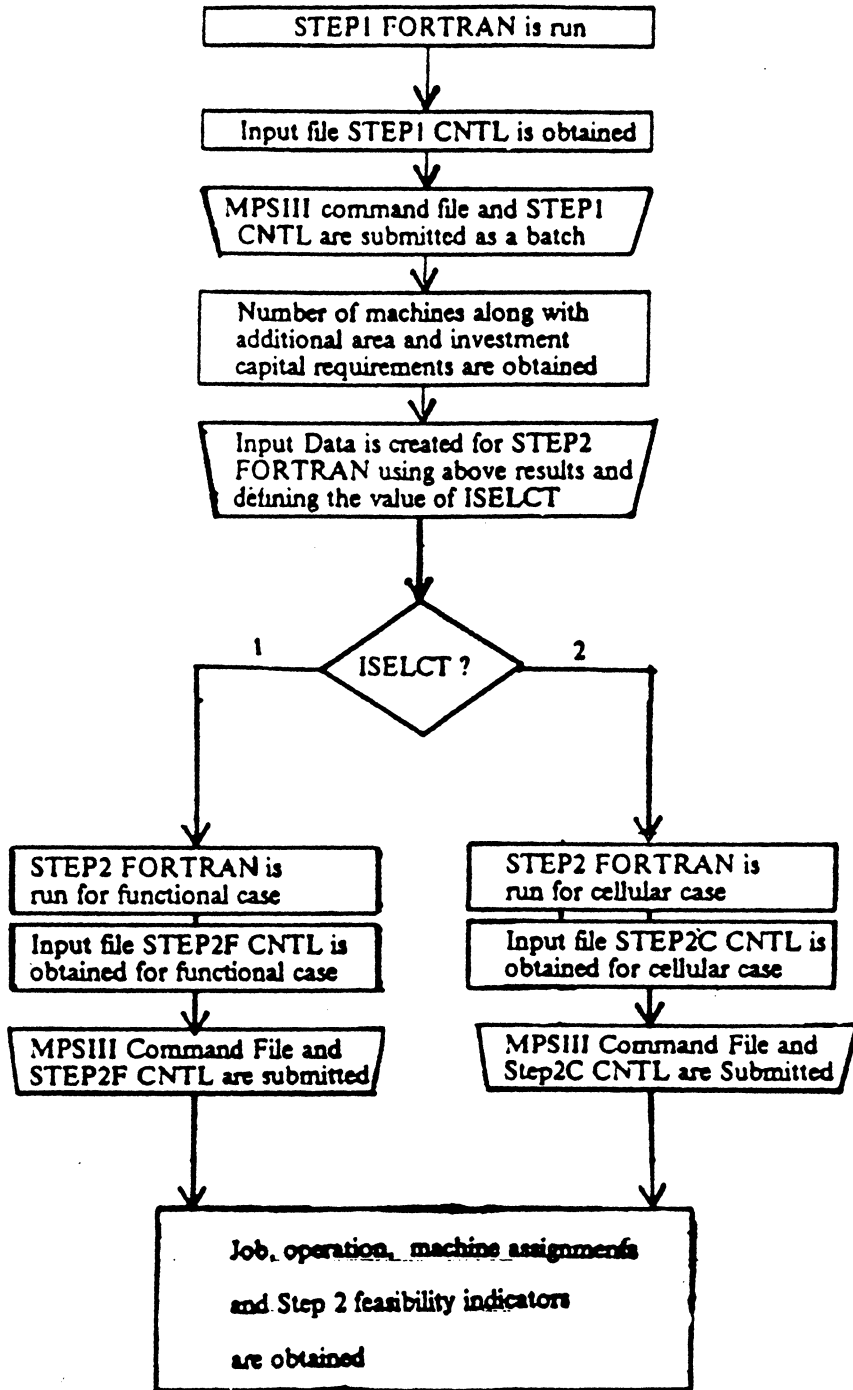 STEP1 FORTRAN is run
Input file STEP1 CNTL is obtained
MPSIII command file and STEP1
CNTL are submitted as a batch
Number of machines along with
additional area and investment
capital requirements are obtained
Input Data is created for STEP2
FORTRAN using above results and
defining the value of ISELCT
ISELCT ?
1
2
STEP2 FORTRAN is
run for functional case
Input file STEP2F CNTL is
obtained for functional case
MPSIII Command File and
STEP2F CNTL are submitted
STEP2 FORTRAN is
run for cellular case
Input file STEP2C CNTL is
obtained for cellular case
MPSIII Command File and
Step2C CNTL are Submitted
Job, operation, machine assignments
and Step 2 feasibility indicators
are obtained